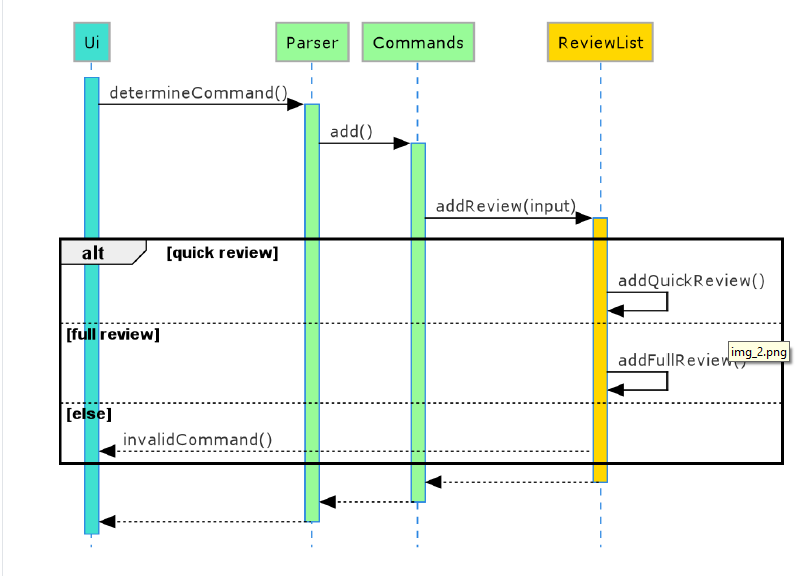 Ui
Parser
Commands
ReviewList
determineCommand()
add()
addReview(input)
alt
[quick review]
addQuickReview()
[full review]
img_2.png
addFullReview()
[else]
invalidCommand()